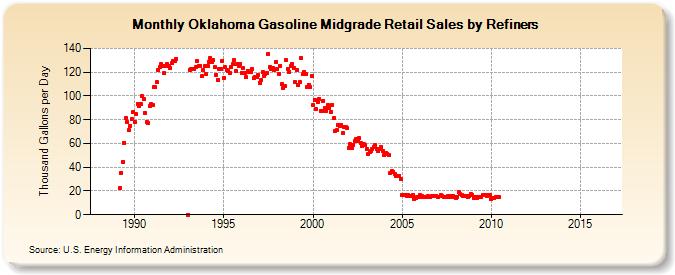 Monthly Oklahoma Gasoline Midgrade Retail Sales by Refiners
Thousand Gallons per Day
140
120
100
80
60
40
20
0
1990 1995 2000 2005 2010 2015
Source: U.S. Energy Information Administration